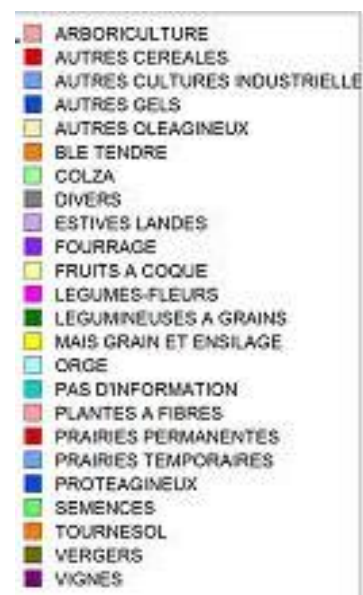 ARBORICULTURE
AUTRES CEREALES
AUTRES CULTURES INDUSTRIELLE
AUTRES GELS
AUTRES OLEAGINEUX
BLE TENDRE
COLZA
DIVERS
ESTIVES LANDES
FOURRAGE
FRUITS A COQUE
LEGUMES-FLEURS
LEGUMINEUSES A GRAINS
MAIS GRAIN ET ENSILAGE
ORGE
PAS D'INFORMATION
PLANTES A FIBRES
PRAIRIES PERMANENTES
PRAIRIES TEMPORAIRES
PROTEAGINEUX
SEMENCES
TOURNESOL
VERGERS
VIGNES